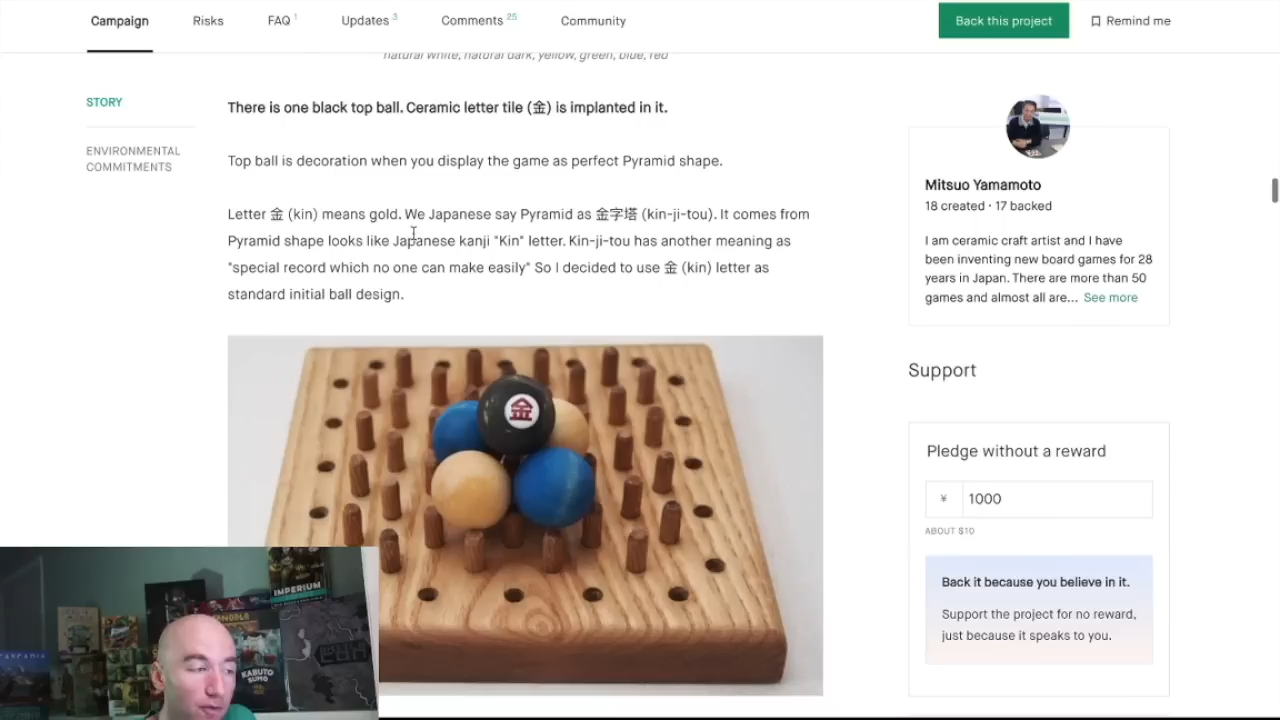 Campaign
Risks
FAQ 1
Updates 3
Comments 25
Community
Back this project
Remind me
natural white, natural dark, yellow, green, blue, red
STORY
ENVIRONMENTAL
COMMITMENTS
There is one black top ball. Ceramic letter tile (金) is implanted in it.
Top ball is decoration when you display the game as perfect Pyramid shape.
Letter 金 (kin) means gold. We Japanese say Pyramid as 金字塔 (kin-ji-tou). It comes from
Pyramid shape looks like Japanese kanji "Kin" letter. Kin-ji-tou has another meaning as
"special record which no one can make easily" So I decided to use 金 (kin) letter as
standard initial ball design.
金
Mitsuo Yamamoto
18 created · 17 backed
I am ceramic craft artist and I have
been inventing new board games for 28
years in Japan. There are more than 50
games and almost all are... See more
Support
Pledge without a reward
¥ 1000
ABOUT $10
Back it because you believe in it.
Support the project for no reward,
just because it speaks to you.
IMPERIUM
CASCADIA
KABUTO
SUMO